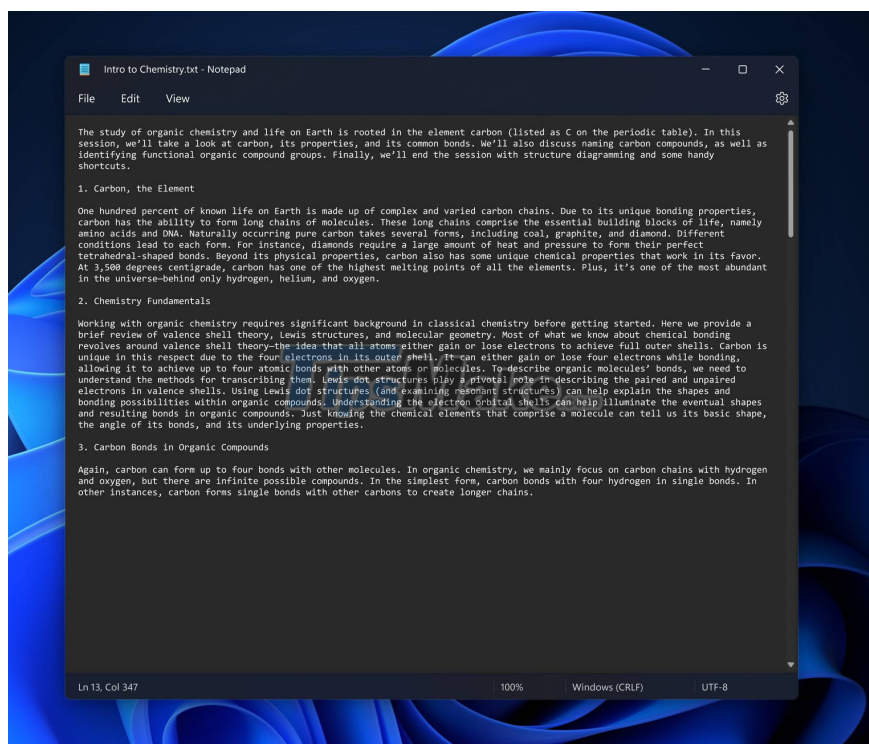 Intro to Chemistry.txt - Notepad
File Edit View
The study of organic chemistry and life on Earth is rooted in the element carbon (listed as C on the periodic table). In this
session, we'll take a look at carbon, its properties, and its common bonds. We'll also discuss naming carbon compounds, as well as
identifying functional organic compound groups. Finally, we'll end the session with structure diagramming and some handy
shortcuts.
1. Carbon, the Element
One hundred percent of known life on Earth is made up of complex and varied carbon chains. Due to its unique bonding properties,
carbon has the ability to form long chains of molecules. These long chains comprise the essential building blocks of life, namely
amino acids and DNA. Naturally occurring pure carbon takes several forms, including coal, graphite, and diamond. Different
conditions lead to each form. For instance, diamonds require a large amount of heat and pressure to form their perfect
tetrahedral-shaped bonds. Beyond its physical properties, carbon also has some unique chemical properties that work in its favor.
At 3,500 degrees centigrade, carbon has one of the highest melting points of all the elements. Plus, it's one of the most abundant
in the universe—behind only hydrogen, helium, and oxygen.
2. Chemistry Fundamentals
Working with organic chemistry requires significant background in classical chemistry before getting started. Here we provide a
brief review of valence shell theory, Lewis structures, and molecular geometry. Most of what we know about chemical bonding
revolves around valence shell theory—the idea that all atoms either gain or lose electrons to achieve full outer shells. Carbon is
unique in this respect due to the four electrons in its outer shell. It can either gain or lose four electrons while bonding,
allowing it to achieve up to four atomic bonds with other atoms or molecules. To describe organic molecules' bonds, we need to
understand the methods for transcribing them. Lewis dot structures play a pivotal role in describing the paired and unpaired
electrons in valence shells. Using Lewis dot structures (and examining resonant structures) can help explain the shapes and
bonding possibilities within organic compounds. Understanding the electron orbital shells can help illuminate the eventual shapes
and resulting bonds in organic compounds. Just knowing the chemical elements that comprise a molecule can tell us its basic shape,
the angle of its bonds, and its underlying properties.
3. Carbon Bonds in Organic Compounds
Again, carbon can form up to four bonds with other molecules. In organic chemistry, we mainly focus on carbon chains with hydrogen
and oxygen, but there are infinite possible compounds. In the simplest form, carbon bonds with four hydrogen in single bonds. In
other instances, carbon forms single bonds with other carbons to create longer chains.
TipsMake
Ln 13, Col 347 100% Windows (CRLF) UTF-8